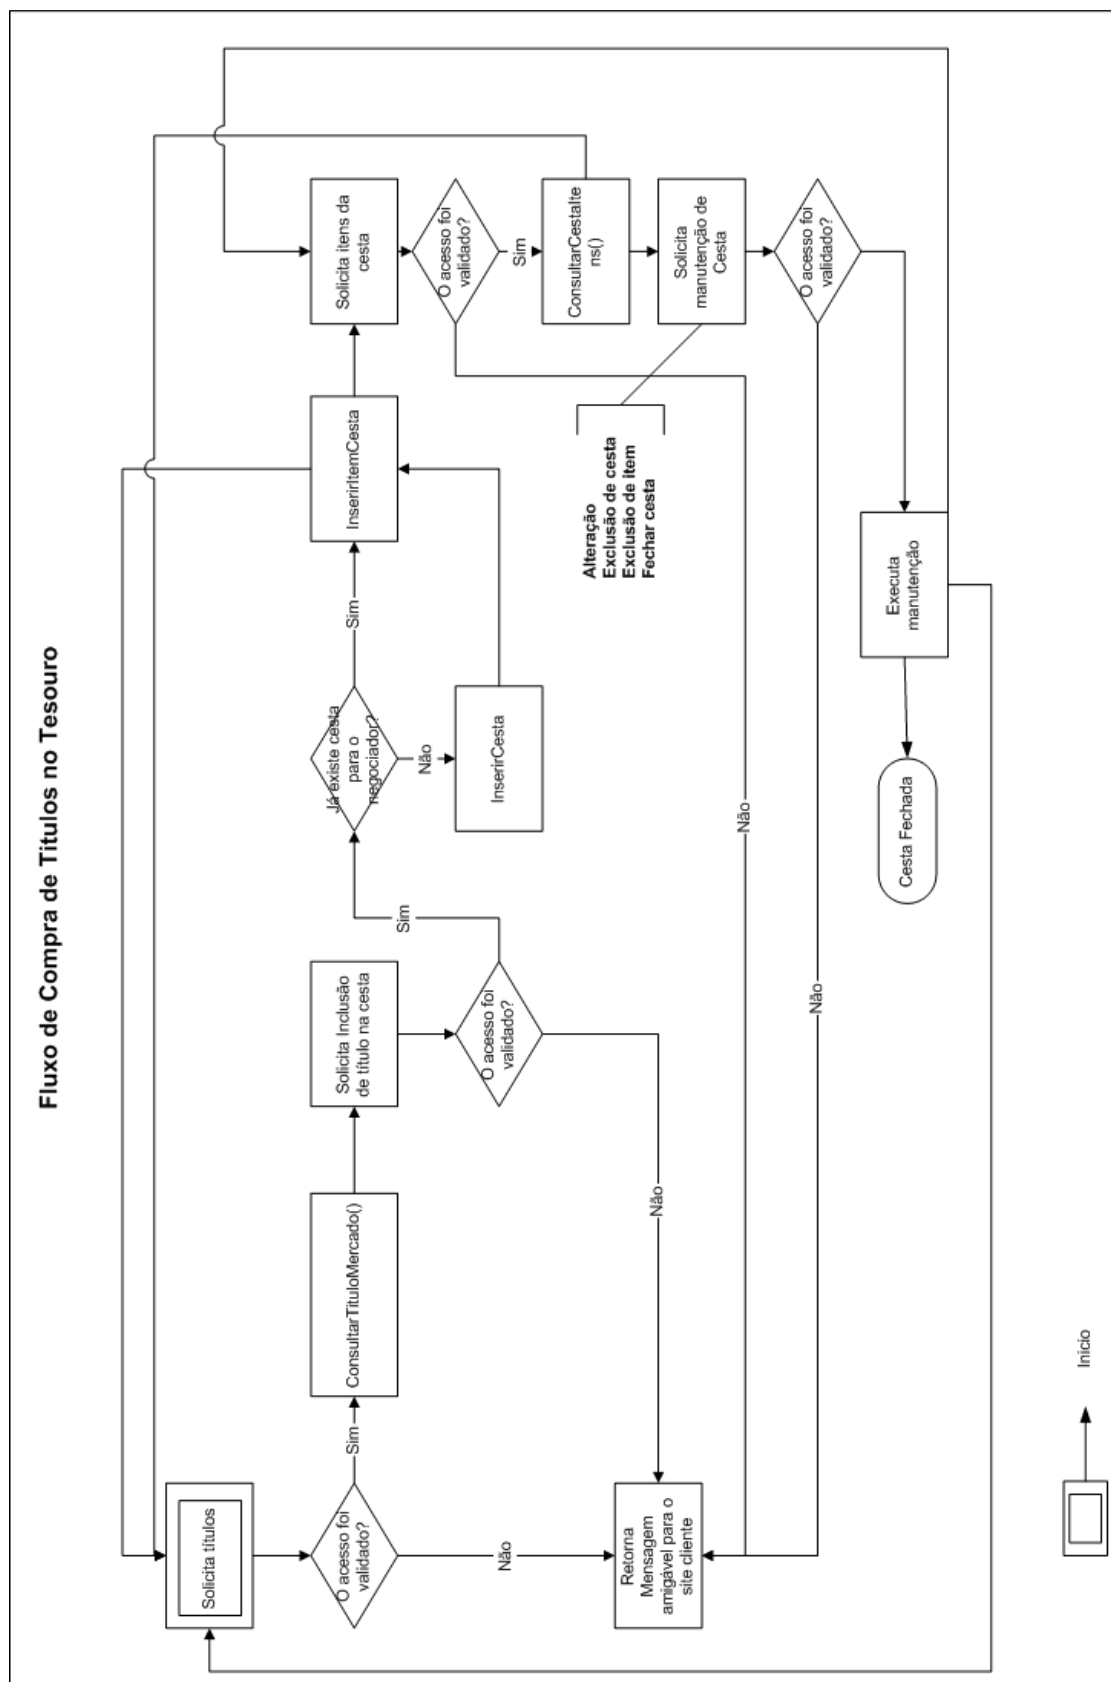 Fluxo de Compra de Titulos no Tesouro
Solicita títulos
O acesso foi
validado?
Sim
Não
ConsultarTituloMercado()
Solicita Inclusão
de título na cesta
O acesso foi
validado?
Sim
Não
Já existe cesta
para o
negociador?
Sim
Não
InserirCesta
InserirItemCesta
Solicita itens da
cesta
O acesso foi
validado?
Sim
Não
ConsultarCestaIte
ns()
Solicita
manutenção de
Cesta
Alteração
Exclusão de cesta
Exclusão de item
Fechar cesta
O acesso foi
validado?
Não
Executa
manutenção
Cesta Fechada
Retorna
Mensagem
amigável para o
site cliente
Inicio